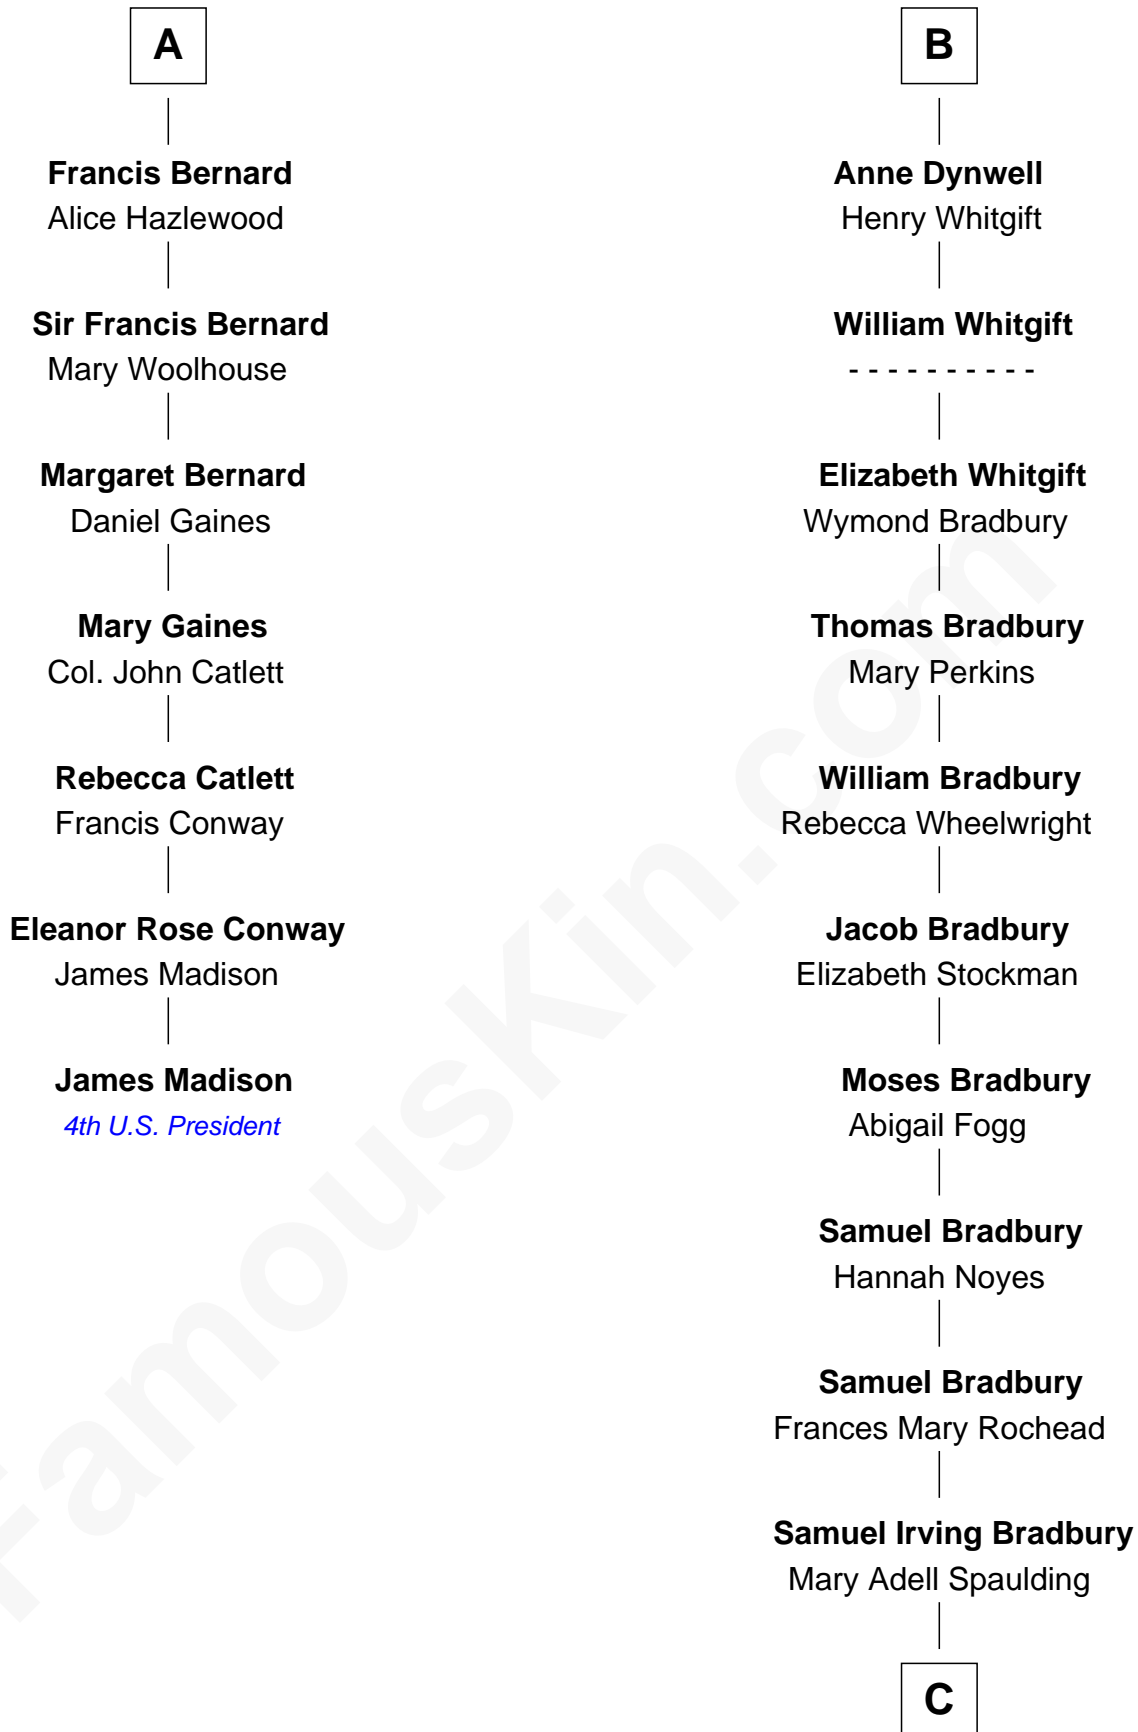 A
Francis Bernard
Alice Hazlewood
Sir Francis Bernard
Mary Woolhouse
Margaret Bernard
Daniel Gaines
Mary Gaines
Col. John Catlett
Rebecca Catlett
Francis Conway
Eleanor Rose Conway
James Madison
James Madison
4th U.S. President
B
Anne Dynwell
Henry Whitgift
William Whitgift
- - - - - - - - - -
Elizabeth Whitgift
Wymond Bradbury
Thomas Bradbury
Mary Perkins
William Bradbury
Rebecca Wheelwright
Jacob Bradbury
Elizabeth Stockman
Moses Bradbury
Abigail Fogg
Samuel Bradbury
Hannah Noyes
Samuel Bradbury
Frances Mary Rochead
Samuel Irving Bradbury
Mary Adell Spaulding
C
FamousKin.com